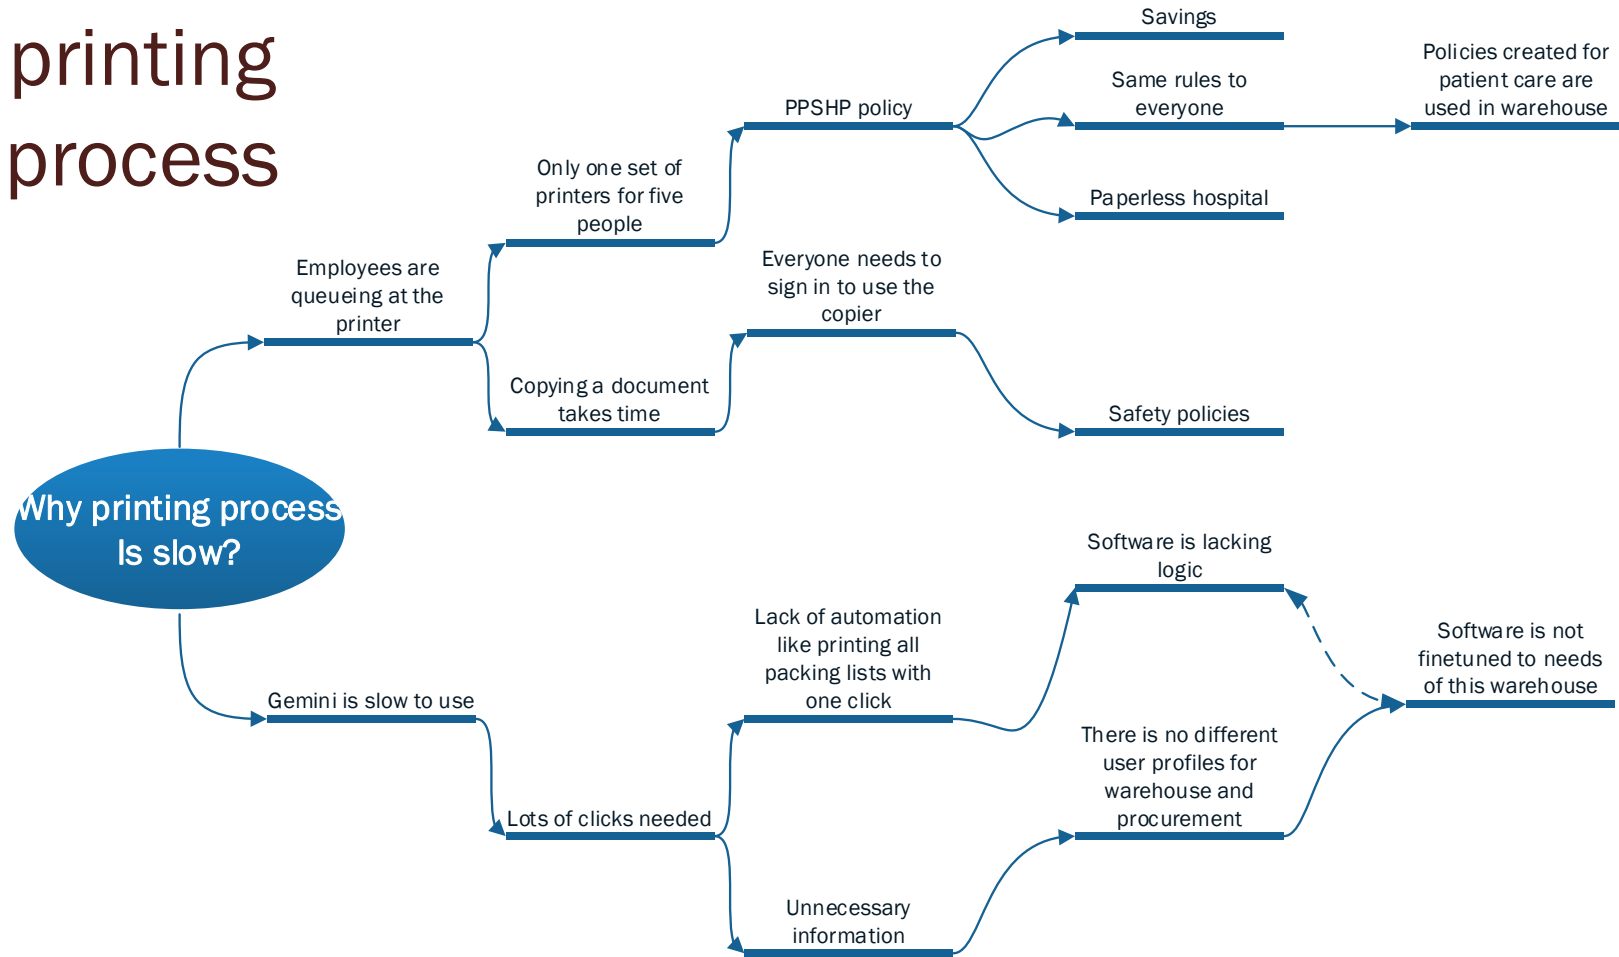 printing
process
Savings
Same rules to
everyone
Policies created for
patient care are
used in warehouse
PPSHP policy
Paperless hospital
Only one set of
printers for five
people
Employees are
queueing at the
printer
Everyone needs to
sign in to use the
copier
Copying a document
takes time
Safety policies
Why printing process
Is slow?
Software is lacking
logic
Lack of automation
like printing all
packing lists with
one click
Software is not
finetuned to needs
of this warehouse
Gemini is slow to use
There is no different
user profiles for
warehouse and
procurement
Lots of clicks needed
Unnecessary
information